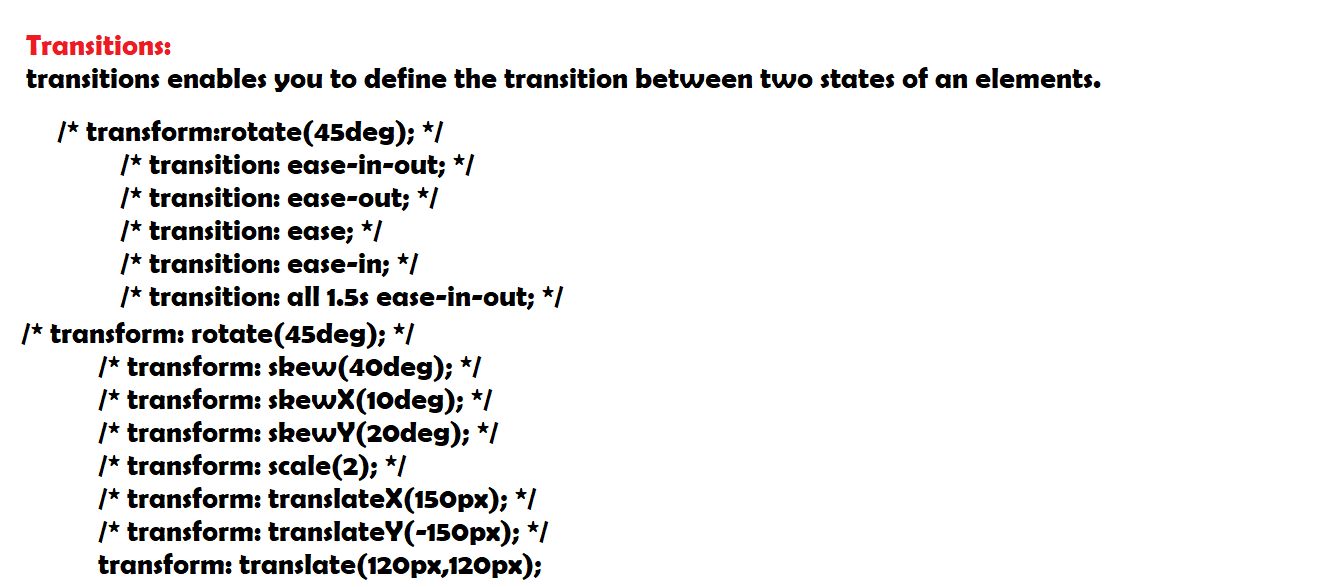 Transitions:
transitions enables you to define the transition between two states of an elements.
/* transform:rotate(45deg); */
/* transition: ease-in-out; */
/* transition: ease-out; */
/* transition: ease; */
/* transition: ease-in; */
/* transition: all 1.5s ease-in-out; */
/* transform: rotate(45deg); */
/* transform: skew(40deg); */
/* transform: skewX(10deg); */
/* transform: skewY(20deg); */
/* transform: scale(2); */
/* transform: translateX(150px); */
/* transform: translateY(-150px); */
transform: translate(120px,120px);